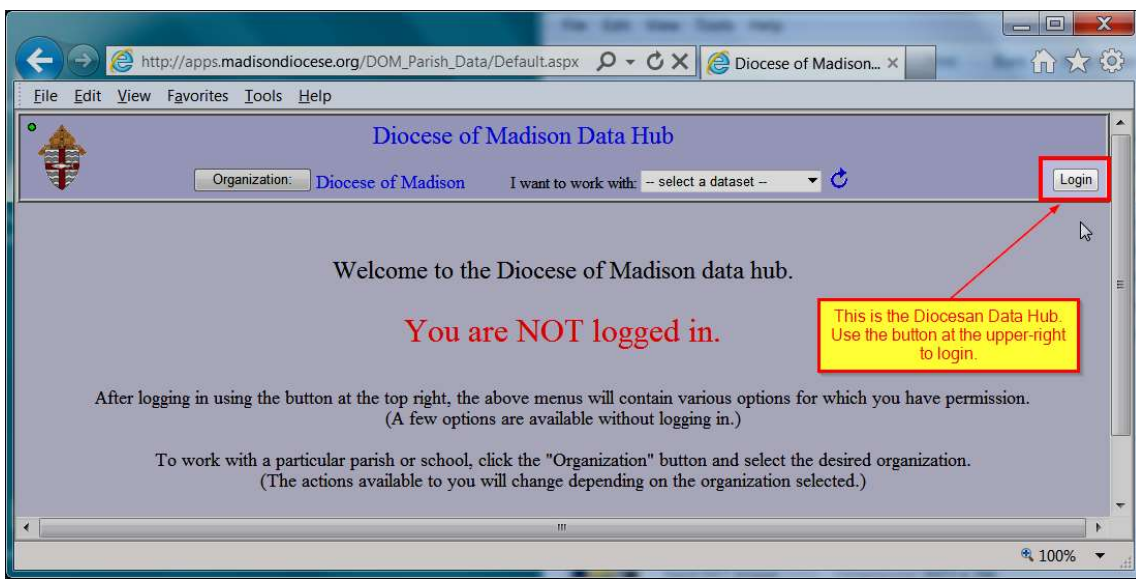 http://apps.madisondiocese.org/DOM_Parish_Data/Default.aspx
Diocese of Madison...
File Edit View Favorites Tools Help
Diocese of Madison Data Hub
Organization: Diocese of Madison I want to work with: -- select a dataset --
Login
Welcome to the Diocese of Madison data hub.
You are NOT logged in.
This is the Diocesan Data Hub.
Use the button at the upper-right
to login.
After logging in using the button at the top right, the above menus will contain various options for which you have permission.
(A few options are available without logging in.)
To work with a particular parish or school, click the "Organization" button and select the desired organization.
(The actions available to you will change depending on the organization selected.)
100%